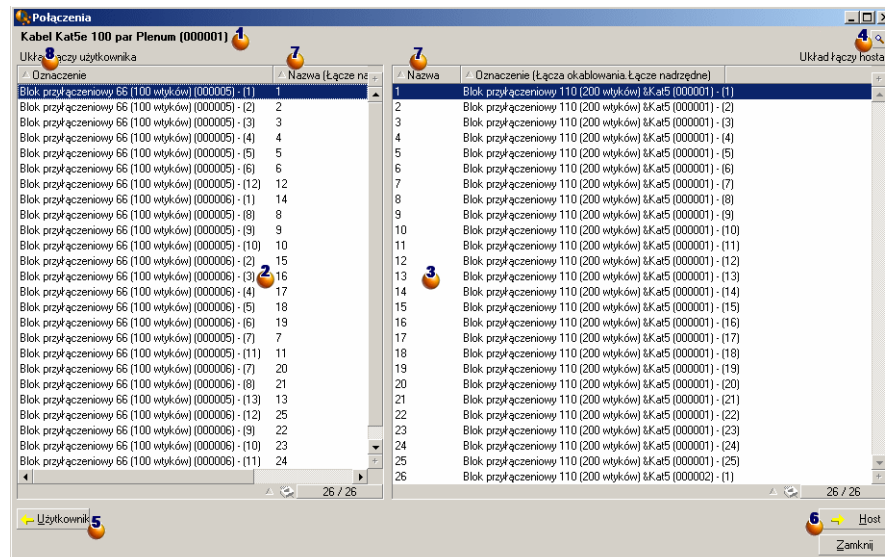 Połączenia
Kabel Kat5e 100 par Plenum (000001) 1
4
8 7 7
Ukł łączy użytkownika Układ łączy hosta
Oznaczenie Nazwa (Łącze na
Nazwa Oznaczenie (Łącza okablowania.Łącze nadrzędne)
Blok przyłączeniowy 66 (100 wtyków) (000005) - (1) 1
Blok przyłączeniowy 66 (100 wtyków) (000005) - (2) 2
Blok przyłączeniowy 66 (100 wtyków) (000005) - (3) 3
Blok przyłączeniowy 66 (100 wtyków) (000005) - (4) 4
Blok przyłączeniowy 66 (100 wtyków) (000005) - (5) 5
Blok przyłączeniowy 66 (100 wtyków) (000005) - (6) 6
Blok przyłączeniowy 66 (100 wtyków) (000005) - (12) 12
Blok przyłączeniowy 66 (100 wtyków) (000006) - (1) 14
Blok przyłączeniowy 66 (100 wtyków) (000005) - (8) 8
Blok przyłączeniowy 66 (100 wtyków) (000005) - (9) 9
Blok przyłączeniowy 66 (100 wtyków) (000005) - (10) 10
Blok przyłączeniowy 66 (100 wtyków) (000006) - (2) 15
Blok przyłączeniowy 66 (100 wtyków) (000006) - (3) 2 16
Blok przyłączeniowy 66 (100 wtyków) (000006) - (4) 17
Blok przyłączeniowy 66 (100 wtyków) (000006) - (5) 18
Blok przyłączeniowy 66 (100 wtyków) (000006) - (6) 19
Blok przyłączeniowy 66 (100 wtyków) (000005) - (7) 7
Blok przyłączeniowy 66 (100 wtyków) (000005) - (11) 11
Blok przyłączeniowy 66 (100 wtyków) (000006) - (7) 20
Blok przyłączeniowy 66 (100 wtyków) (000006) - (8) 21
Blok przyłączeniowy 66 (100 wtyków) (000005) - (13) 13
Blok przyłączeniowy 66 (100 wtyków) (000006) - (12) 25
Blok przyłączeniowy 66 (100 wtyków) (000006) - (9) 22
Blok przyłączeniowy 66 (100 wtyków) (000006) - (10) 23
Blok przyłączeniowy 66 (100 wtyków) (000006) - (11) 24
26 / 26
1 Blok przyłączeniowy 110 (200 wtyków) &Kat5 (000001) - (1)
2 Blok przyłączeniowy 110 (200 wtyków) &Kat5 (000001) - (2)
3 Blok przyłączeniowy 110 (200 wtyków) &Kat5 (000001) - (3)
4 Blok przyłączeniowy 110 (200 wtyków) &Kat5 (000001) - (4)
5 Blok przyłączeniowy 110 (200 wtyków) &Kat5 (000001) - (5)
6 Blok przyłączeniowy 110 (200 wtyków) &Kat5 (000001) - (6)
7 Blok przyłączeniowy 110 (200 wtyków) &Kat5 (000001) - (7)
8 Blok przyłączeniowy 110 (200 wtyków) &Kat5 (000001) - (8)
9 Blok przyłączeniowy 110 (200 wtyków) &Kat5 (000001) - (9)
10 Blok przyłączeniowy 110 (200 wtyków) &Kat5 (000001) - (10)
11 Blok przyłączeniowy 110 (200 wtyków) &Kat5 (000001) - (11)
12 Blok przyłączeniowy 110 (200 wtyków) &Kat5 (000001) - (12)
13 3 Blok przyłączeniowy 110 (200 wtyków) &Kat5 (000001) - (13)
14 Blok przyłączeniowy 110 (200 wtyków) &Kat5 (000001) - (14)
15 Blok przyłączeniowy 110 (200 wtyków) &Kat5 (000001) - (15)
16 Blok przyłączeniowy 110 (200 wtyków) &Kat5 (000001) - (16)
17 Blok przyłączeniowy 110 (200 wtyków) &Kat5 (000001) - (17)
18 Blok przyłączeniowy 110 (200 wtyków) &Kat5 (000001) - (18)
19 Blok przyłączeniowy 110 (200 wtyków) &Kat5 (000001) - (19)
20 Blok przyłączeniowy 110 (200 wtyków) &Kat5 (000001) - (20)
21 Blok przyłączeniowy 110 (200 wtyków) &Kat5 (000001) - (21)
22 Blok przyłączeniowy 110 (200 wtyków) &Kat5 (000001) - (22)
23 Blok przyłączeniowy 110 (200 wtyków) &Kat5 (000001) - (23)
24 Blok przyłączeniowy 110 (200 wtyków) &Kat5 (000001) - (24)
25 Blok przyłączeniowy 110 (200 wtyków) &Kat5 (000001) - (25)
26 Blok przyłączeniowy 110 (200 wtyków) &Kat5 (000002) - (1)
26 / 26
Użytkownik 5
6 Host
Zamknij